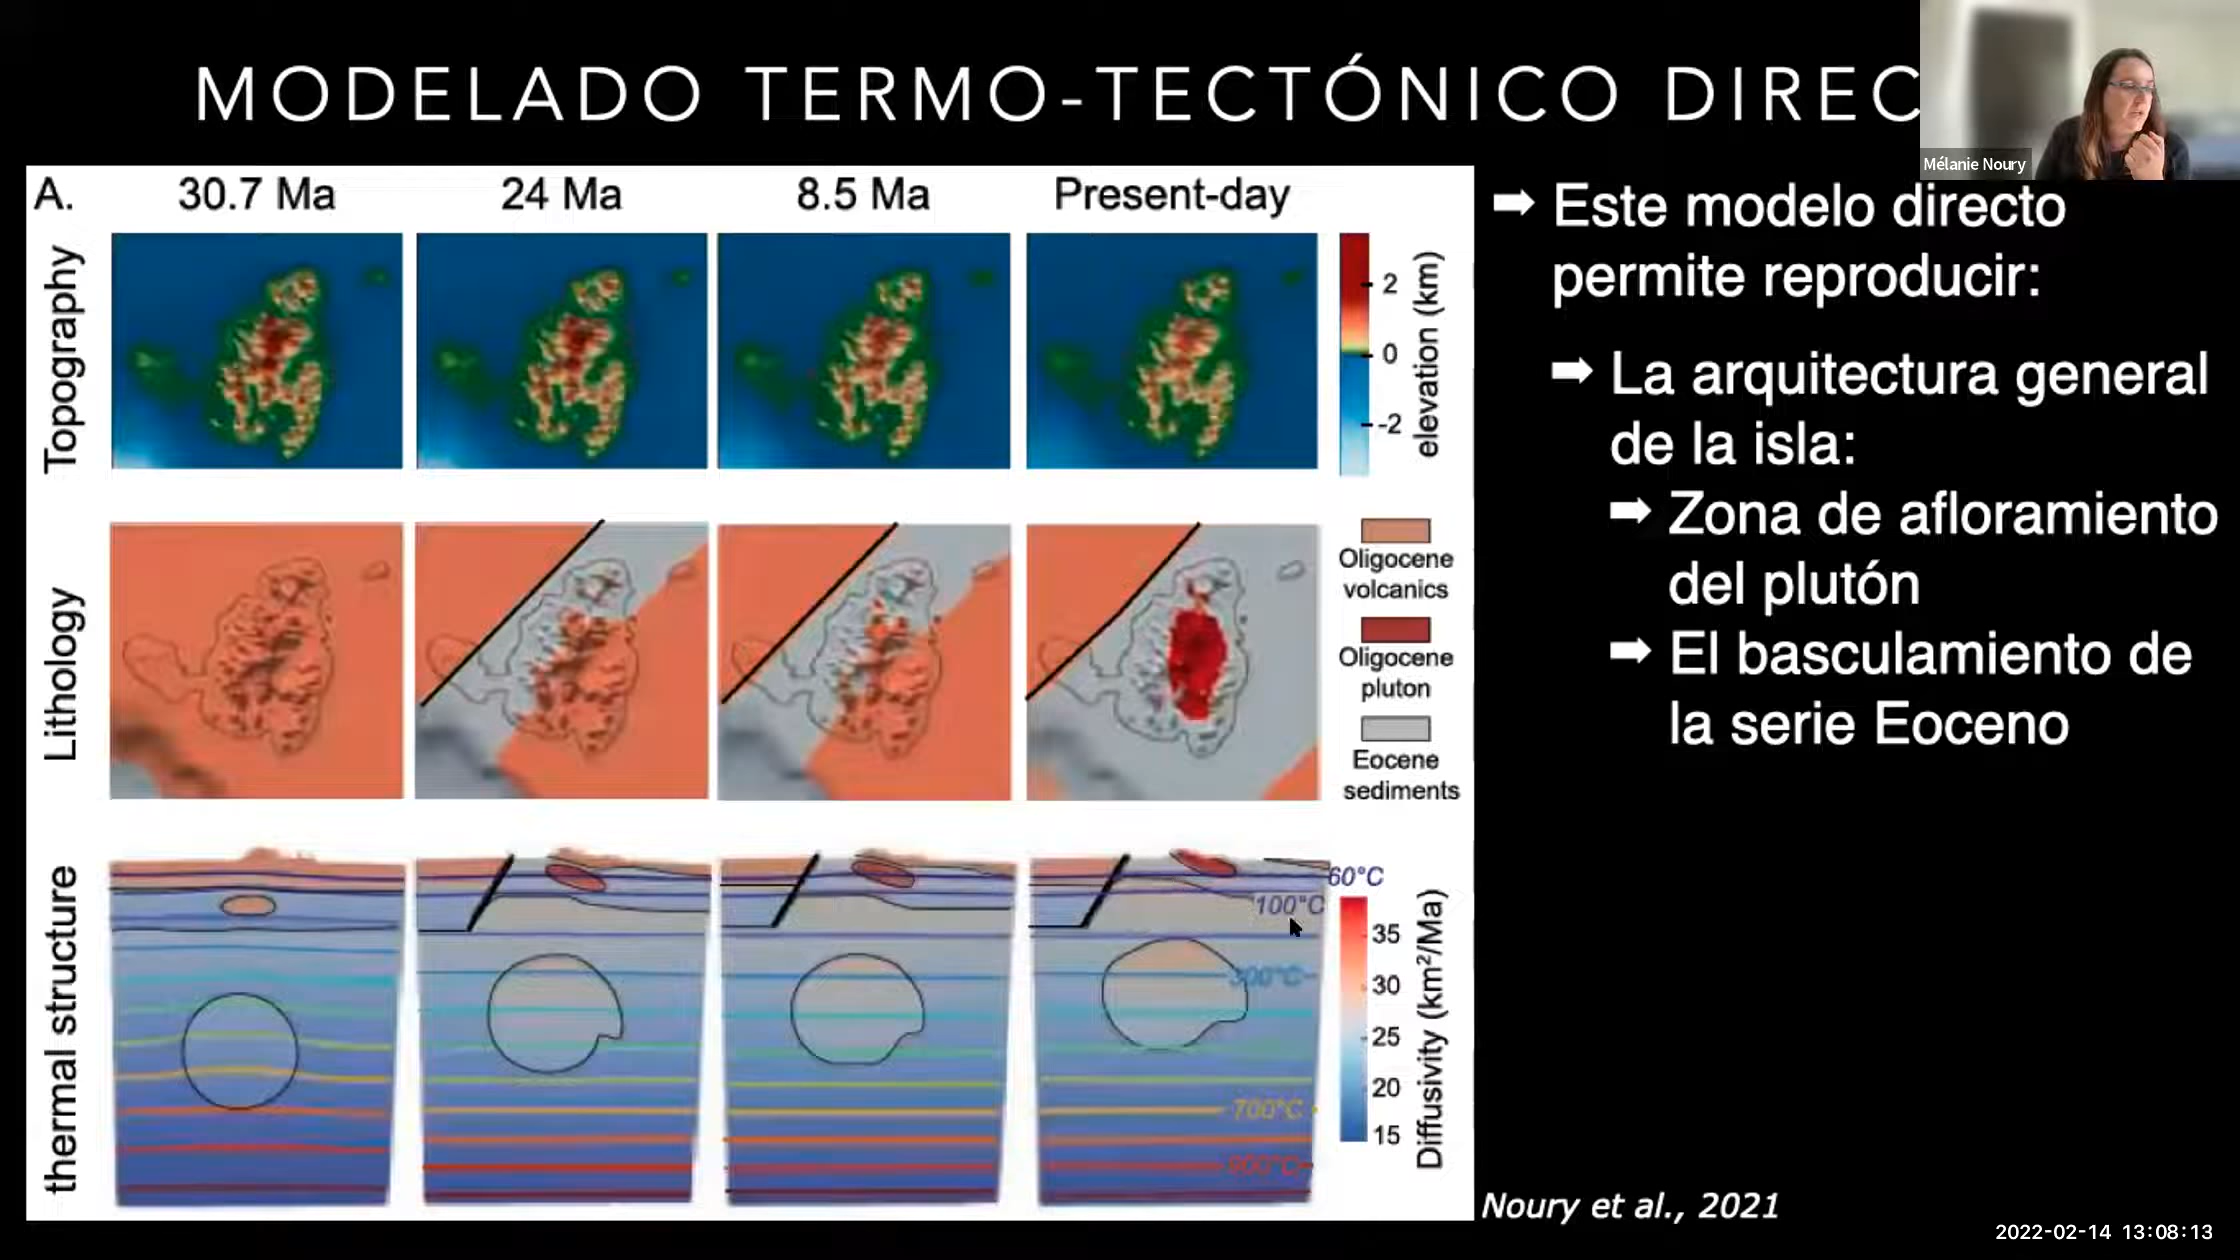 MODELADO TERMO-TECTÓNICO DIREC
Mélanie Noury
A.
30.7 Ma
24 Ma
8.5 Ma
Present-day
Topography
2
0
-2
elevation (km)
Lithology
Oligocene
volcanics
Oligocene
pluton
Eocene
sediments
thermal structure
60°C
100°C
300°C
700°C
900°C
35
30
25
20
15
Diffusivity (km²/Ma)
➡ Este modelo directo
permite reproducir:
➡ La arquitectura general
de la isla:
➡ Zona de afloramiento
del plutón
➡ El basculamiento de
la serie Eoceno
Noury et al., 2021
2022-02-14 13:08:13